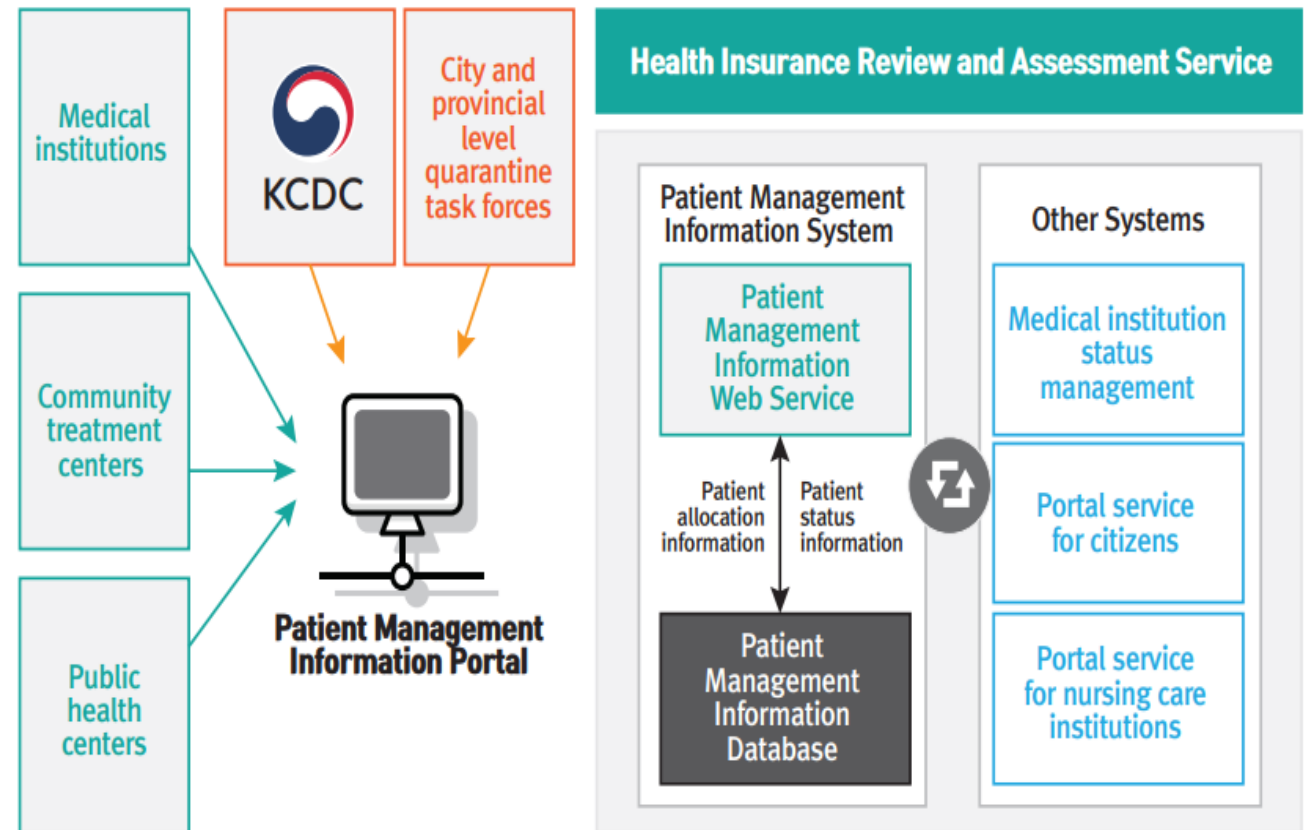 Medical
institutions
Community
treatment
centers
Public
health
centers
KCDC
City and
provincial
level
quarantine
task forces
Patient Management
Information Portal
Health Insurance Review and Assessment Service
Patient Management
Information System
Patient
Management
Information
Web Service
Patient
allocation
information
Patient
status
information
Patient
Management
Information
Database
Other Systems
Medical institution
status
management
Portal service
for citizens
Portal service
for nursing care
institutions